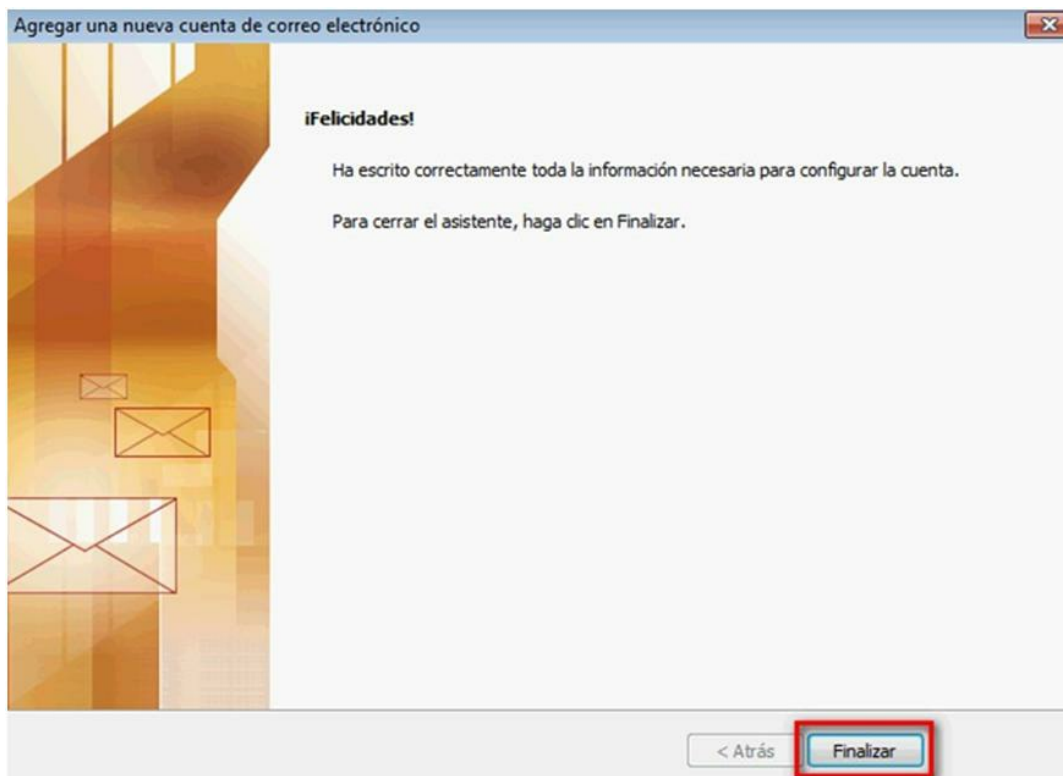 Agregar una nueva cuenta de correo electrónico
¡Felicidades!
Ha escrito correctamente toda la información necesaria para configurar la cuenta.
Para cerrar el asistente, haga clic en Finalizar.
< Atrás
Finalizar